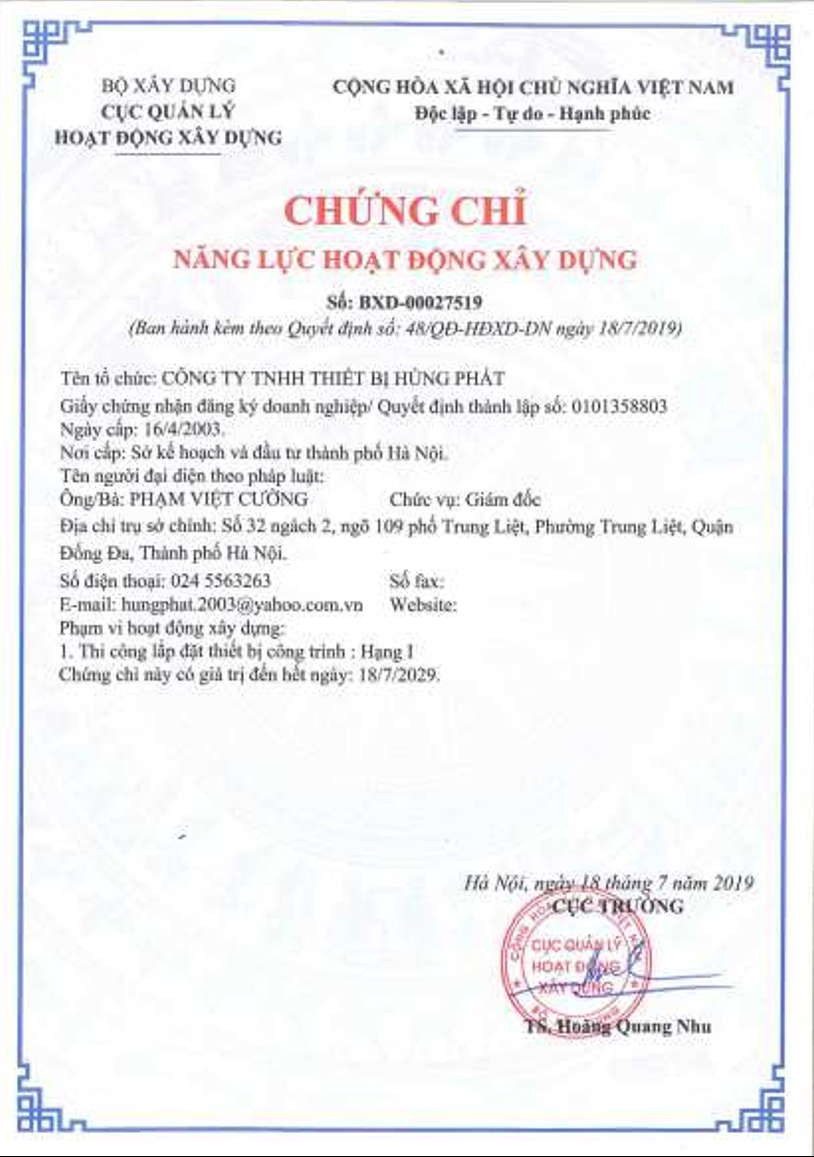 BỘ XÂY DỰNG
CỤC QUẢN LÝ
HOẠT ĐỘNG XÂY DỰNG
CỘNG HÒA XÃ HỘI CHỦ NGHĨA VIỆT NAM
Độc lập - Tự do - Hạnh phúc
CHỨNG CHỈ
NĂNG LỰC HOẠT ĐỘNG XÂY DỰNG
Số: BXD-00027519
(Ban hành kèm theo Quyết định số: 48/QĐ-HĐXD-DN ngày 18/7/2019)
Tên tổ chức: CÔNG TY TNHH THIẾT BỊ HÙNG PHÁT
Giấy chứng nhận đăng ký doanh nghiệp/ Quyết định thành lập số: 0101358803
Ngày cấp: 16/4/2003.
Nơi cấp: Sở kế hoạch và đầu tư thành phố Hà Nội.
Tên người đại diện theo pháp luật:
Ông/Bà: PHẠM VIỆT CƯỜNG Chức vụ: Giám đốc
Địa chỉ trụ sở chính: Số 32 ngách 2, ngõ 109 phố Trung Liệt, Phường Trung Liệt, Quận
Đống Đa, Thành phố Hà Nội.
Số điện thoại: 024 5563263 Số fax:
E-mail: hungphat.2003@yahoo.com.vn Website:
Phạm vi hoạt động xây dựng:
1. Thi công lắp đặt thiết bị công trình : Hạng I
Chứng chỉ này có giá trị đến hết ngày: 18/7/2029.
Hà Nội, ngày 18 tháng 7 năm 2019
CỤC TRƯỞNG
CỤC QUẢN LÝ
HOẠT ĐỘNG
XÂY DỰNG
TS. Hoàng Quang Nhu